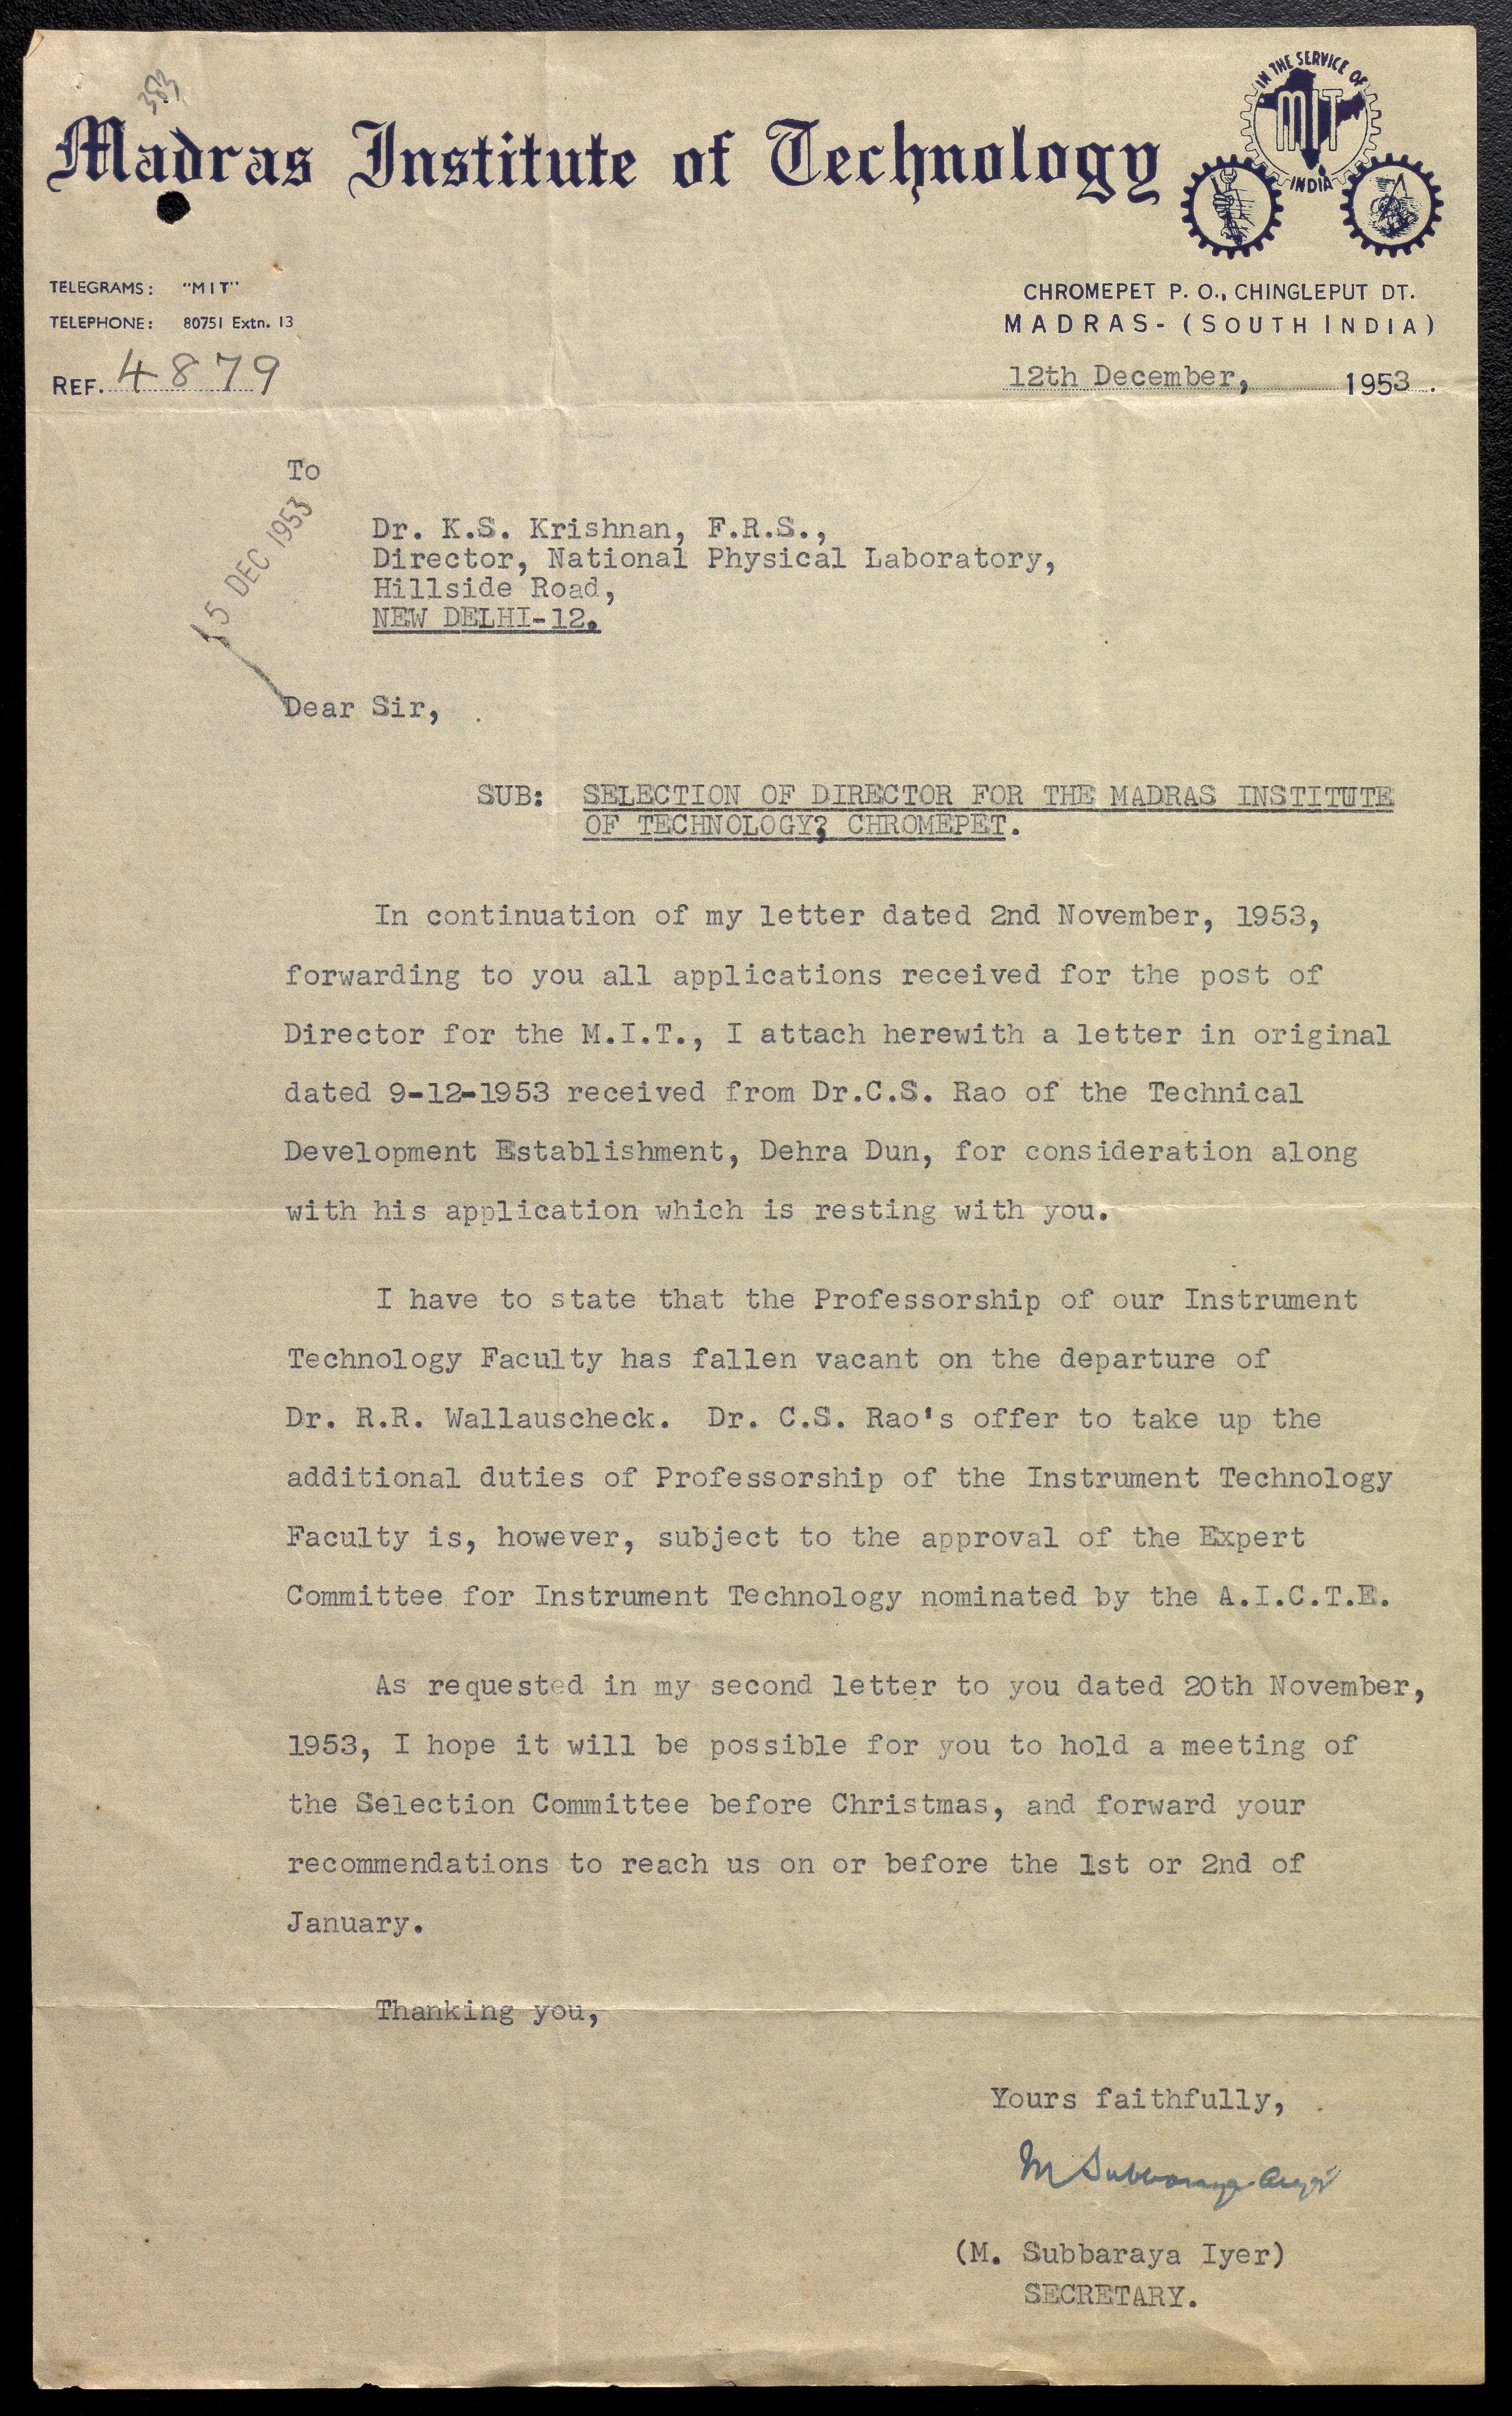 383
Madras Institute of Technology
IN THE SERVICE OF
MIT
INDIA
TELEGRAMS: "MIT"
TELEPHONE: 80751 Extn. 13
REF. 4879
CHROMEPET P. O., CHINGLEPUT DT.
MADRAS- (SOUTH INDIA)
12th December, 1953.
To
15 DEC 1953
Dr. K.S. Krishnan, F.R.S.,
Director, National Physical Laboratory,
Hillside Road,
NEW DELHI-12.
Dear Sir,
SUB: SELECTION OF DIRECTOR FOR THE MADRAS INSTITUTE
OF TECHNOLOGY? CHROMEPET.
In continuation of my letter dated 2nd November, 1953,
forwarding to you all applications received for the post of
Director for the M.I.T., I attach herewith a letter in original
dated 9-12-1953 received from Dr.C.S. Rao of the Technical
Development Establishment, Dehra Dun, for consideration along
with his application which is resting with you.
I have to state that the Professorship of our Instrument
Technology Faculty has fallen vacant on the departure of
Dr. R.R. Wallauscheck. Dr. C.S. Rao's offer to take up the
additional duties of Professorship of the Instrument Technology
Faculty is, however, subject to the approval of the Expert
Committee for Instrument Technology nominated by the A.I.C.T.E.
As requested in my second letter to you dated 20th November,
1953, I hope it will be possible for you to hold a meeting of
the Selection Committee before Christmas, and forward your
recommendations to reach us on or before the 1st or 2nd of
January.
Thanking you,
Yours faithfully,
M Subbaraya Aiyar
(M. Subbaraya Iyer)
SECRETARY.